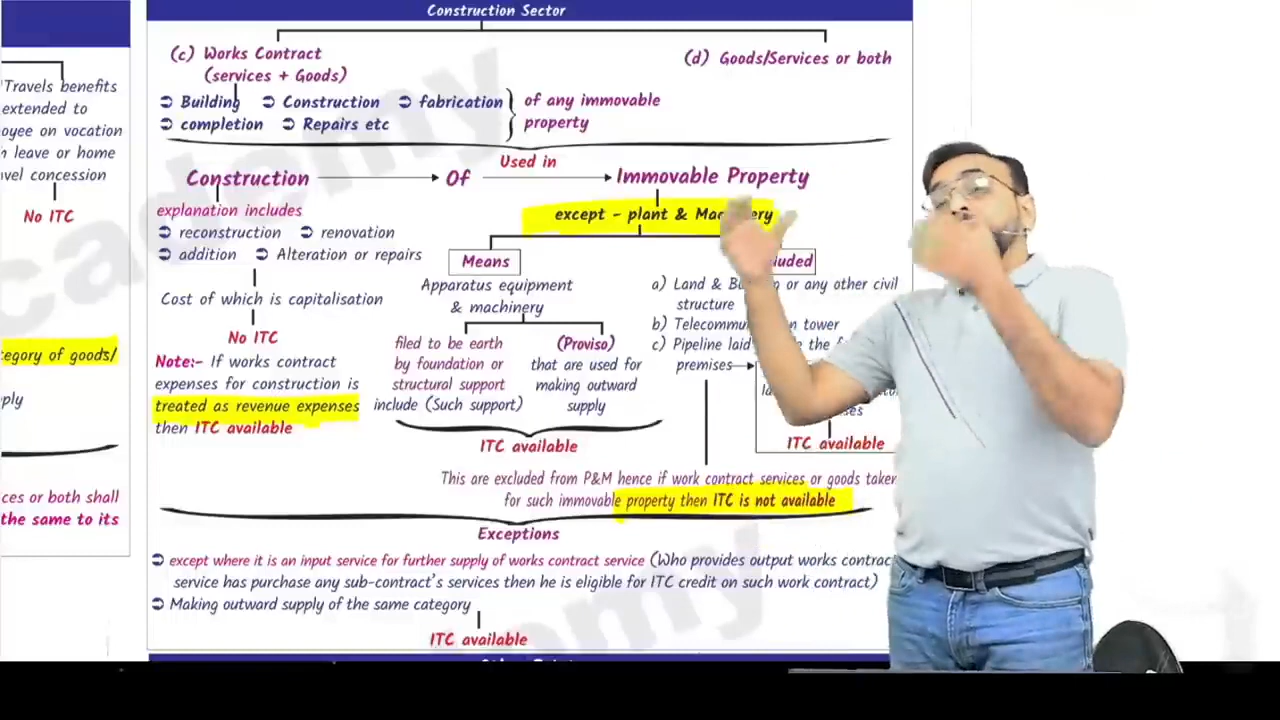 Construction Sector
(c) Works Contract
(services + Goods)
(d) Goods/Services or both
➲ Building ➲ Construction ➲ fabrication
➲ completion ➲ Repairs etc
of any immovable
property
Used in
Construction Of Immovable Property
explanation includes
➲ reconstruction ➲ renovation
➲ addition ➲ Alteration or repairs
Cost of which is capitalisation
No ITC
Note:- If works contract
expenses for construction is
treated as revenue expenses
then ITC available
except - plant &
Means
Apparatus equipment
& machinery
filed to be earth
by foundation or
structural support
include (Such support)
(Proviso)
that are used for
making outward
supply
ITC available
a) Land & or any other civil
structure
b) tower
c) Pipeline laid
premises
ITC available
This are excluded from P&M hence if work contract services or goods taken
for such immovable property then ITC is not available
Exceptions
➲ except where it is an input service for further supply of works contract service (Who provides output works
service has purchase any sub-contract's services then he is eligible for ITC credit on such work contract)
➲ Making outward supply of the same category
ITC available
Travels benefits
extended to
on vocation
leave or home
concession
No ITC
of goods/
or both shall
the same to its